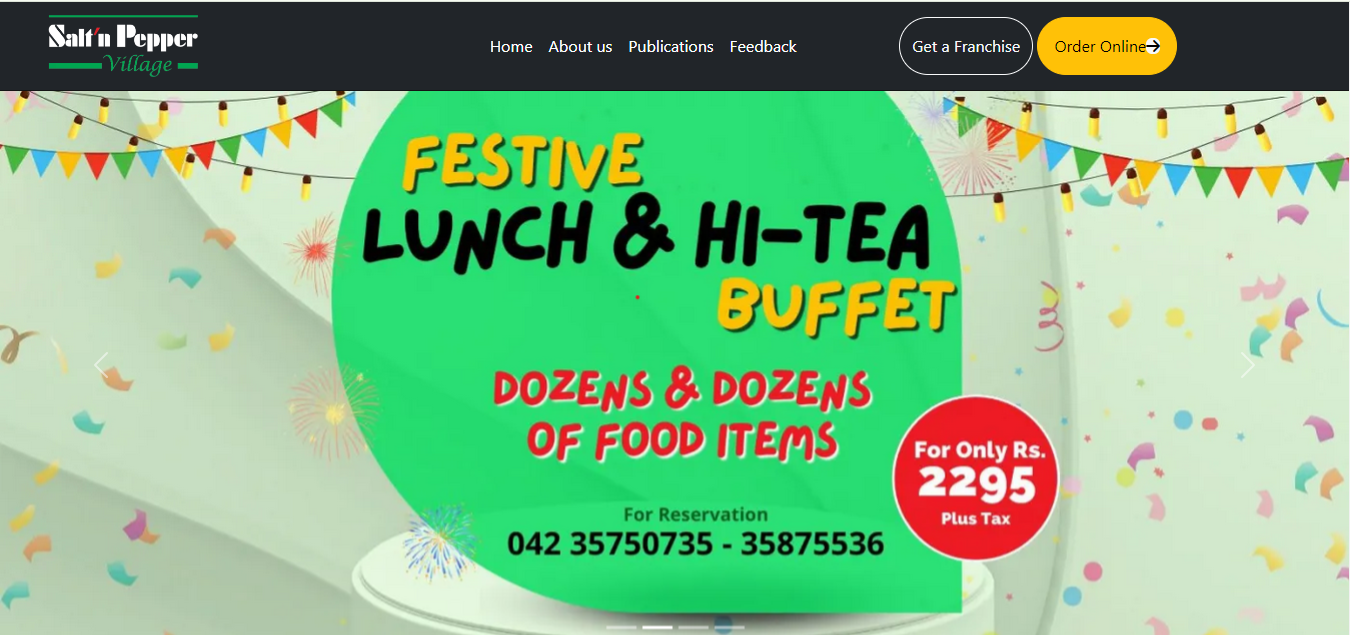 Salt'n Pepper
Village
Home About us Publications Feedback
Get a Franchise
Order Online
FESTIVE
LUNCH & HI-TEA
BUFFET
DOZENS & DOZENS
OF FOOD ITEMS
For Only Rs.
2295
Plus Tax
For Reservation
042 35750735 - 35875536